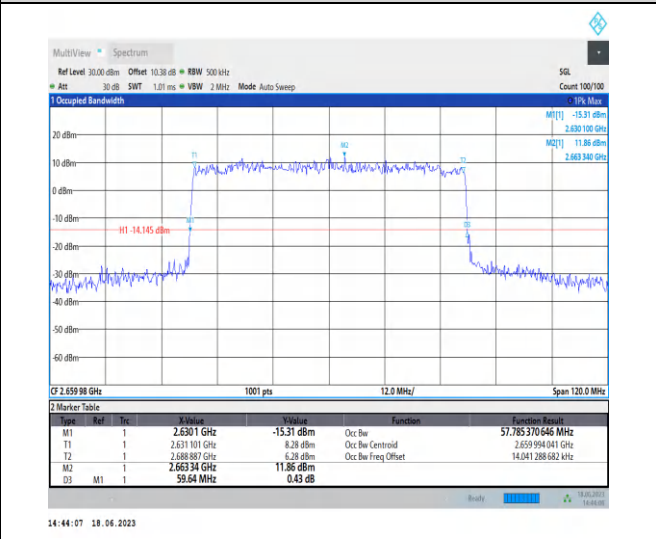 MultiView Spectrum
Ref Level 30.00 dBm Offset 10.38 dB RBW 500 kHz SGL
Att 30 dB SWT 1.01 ms VBW 2 MHz Mode Auto Sweep Count 100/100
1 Occupied Bandwidth 1Pk Max
M1[1] -15.31 dBm
2.630 100 GHz
M2[1] 11.86 dBm
2.663 340 GHz
20 dBm
M2
T1
10 dBm
0 dBm
-10 dBm
H1 -14.145 dBm
-20 dBm
-30 dBm
-40 dBm
-50 dBm
-60 dBm
CF 2.659 98 GHz 1001 pts 12.0 MHz/ Span 120.0 MHz
2 Marker Table
Type Ref Trc X-Value Y-Value Function Function Result
M1 1 2.6301 GHz -15.31 dBm Occ Bw 57.785 370 646 MHz
T1 1 2.631 101 GHz 8.28 dBm Occ Bw Centroid 2.659 994 041 GHz
T2 1 2.688 887 GHz 6.28 dBm Occ Bw Freq Offset 14.041 288 682 kHz
M2 1 2.663 34 GHz 11.86 dBm
D3 M1 1 59.64 MHz 0.43 dB
Ready 18.06.2023
14:44:08
14:44:07 18.06.2023